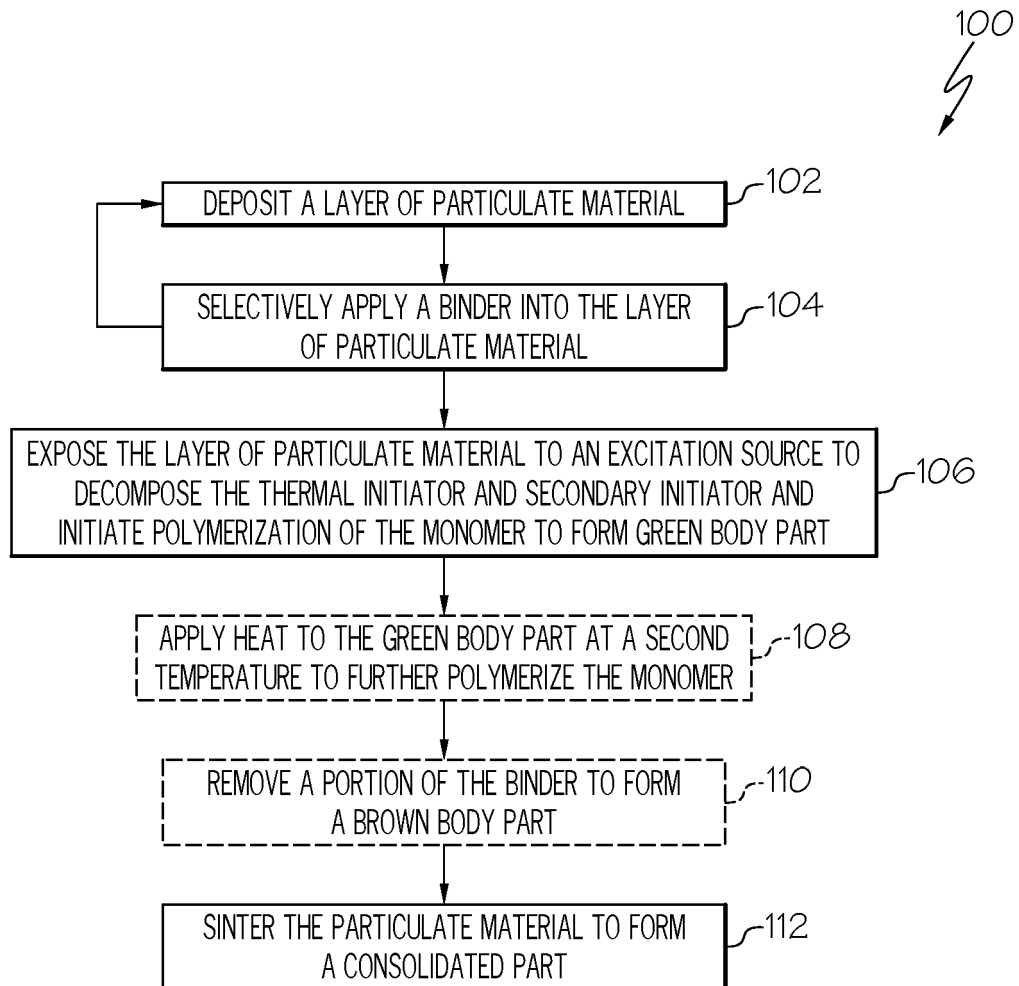 100
DEPOSIT A LAYER OF PARTICULATE MATERIAL
102
SELECTIVELY APPLY A BINDER INTO THE LAYER
OF PARTICULATE MATERIAL
104
EXPOSE THE LAYER OF PARTICULATE MATERIAL TO AN EXCITATION SOURCE TO
DECOMPOSE THE THERMAL INITIATOR AND SECONDARY INITIATOR AND
INITIATE POLYMERIZATION OF THE MONOMER TO FORM GREEN BODY PART
106
APPLY HEAT TO THE GREEN BODY PART AT A SECOND
TEMPERATURE TO FURTHER POLYMERIZE THE MONOMER
108
REMOVE A PORTION OF THE BINDER TO FORM
A BROWN BODY PART
110
SINTER THE PARTICULATE MATERIAL TO FORM
A CONSOLIDATED PART
112